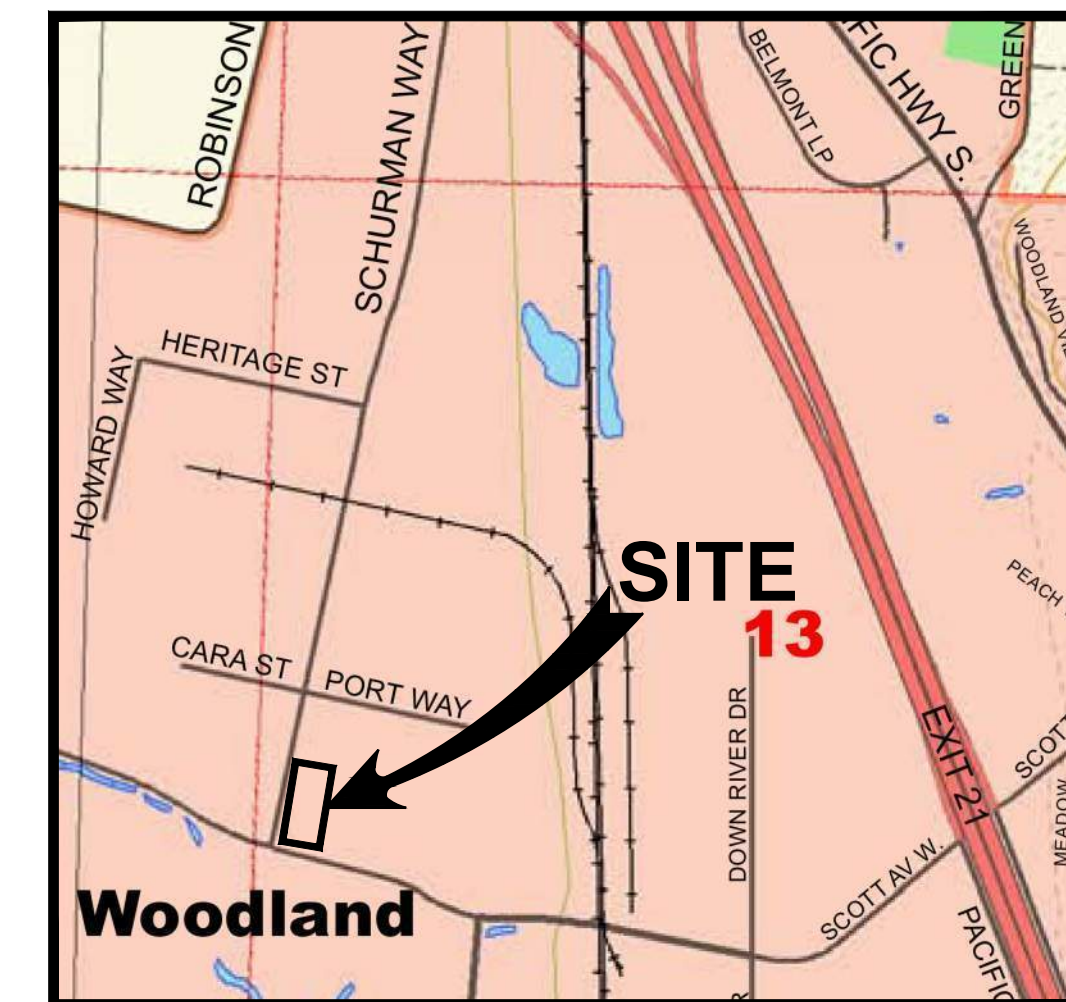 ROBINSON
SCHURMAN WAY
BELMONT LP
FIC HWY S.
GREEN
WOODLAND VIE
HERITAGE ST
HOWARD WAY
SITE
13
PEACH
CARA ST
PORT WAY
DOWN RIVER DR
EXIT 21
SCOTT
MEADOW
SCOTT AV W.
Woodland
PACIFIC
R